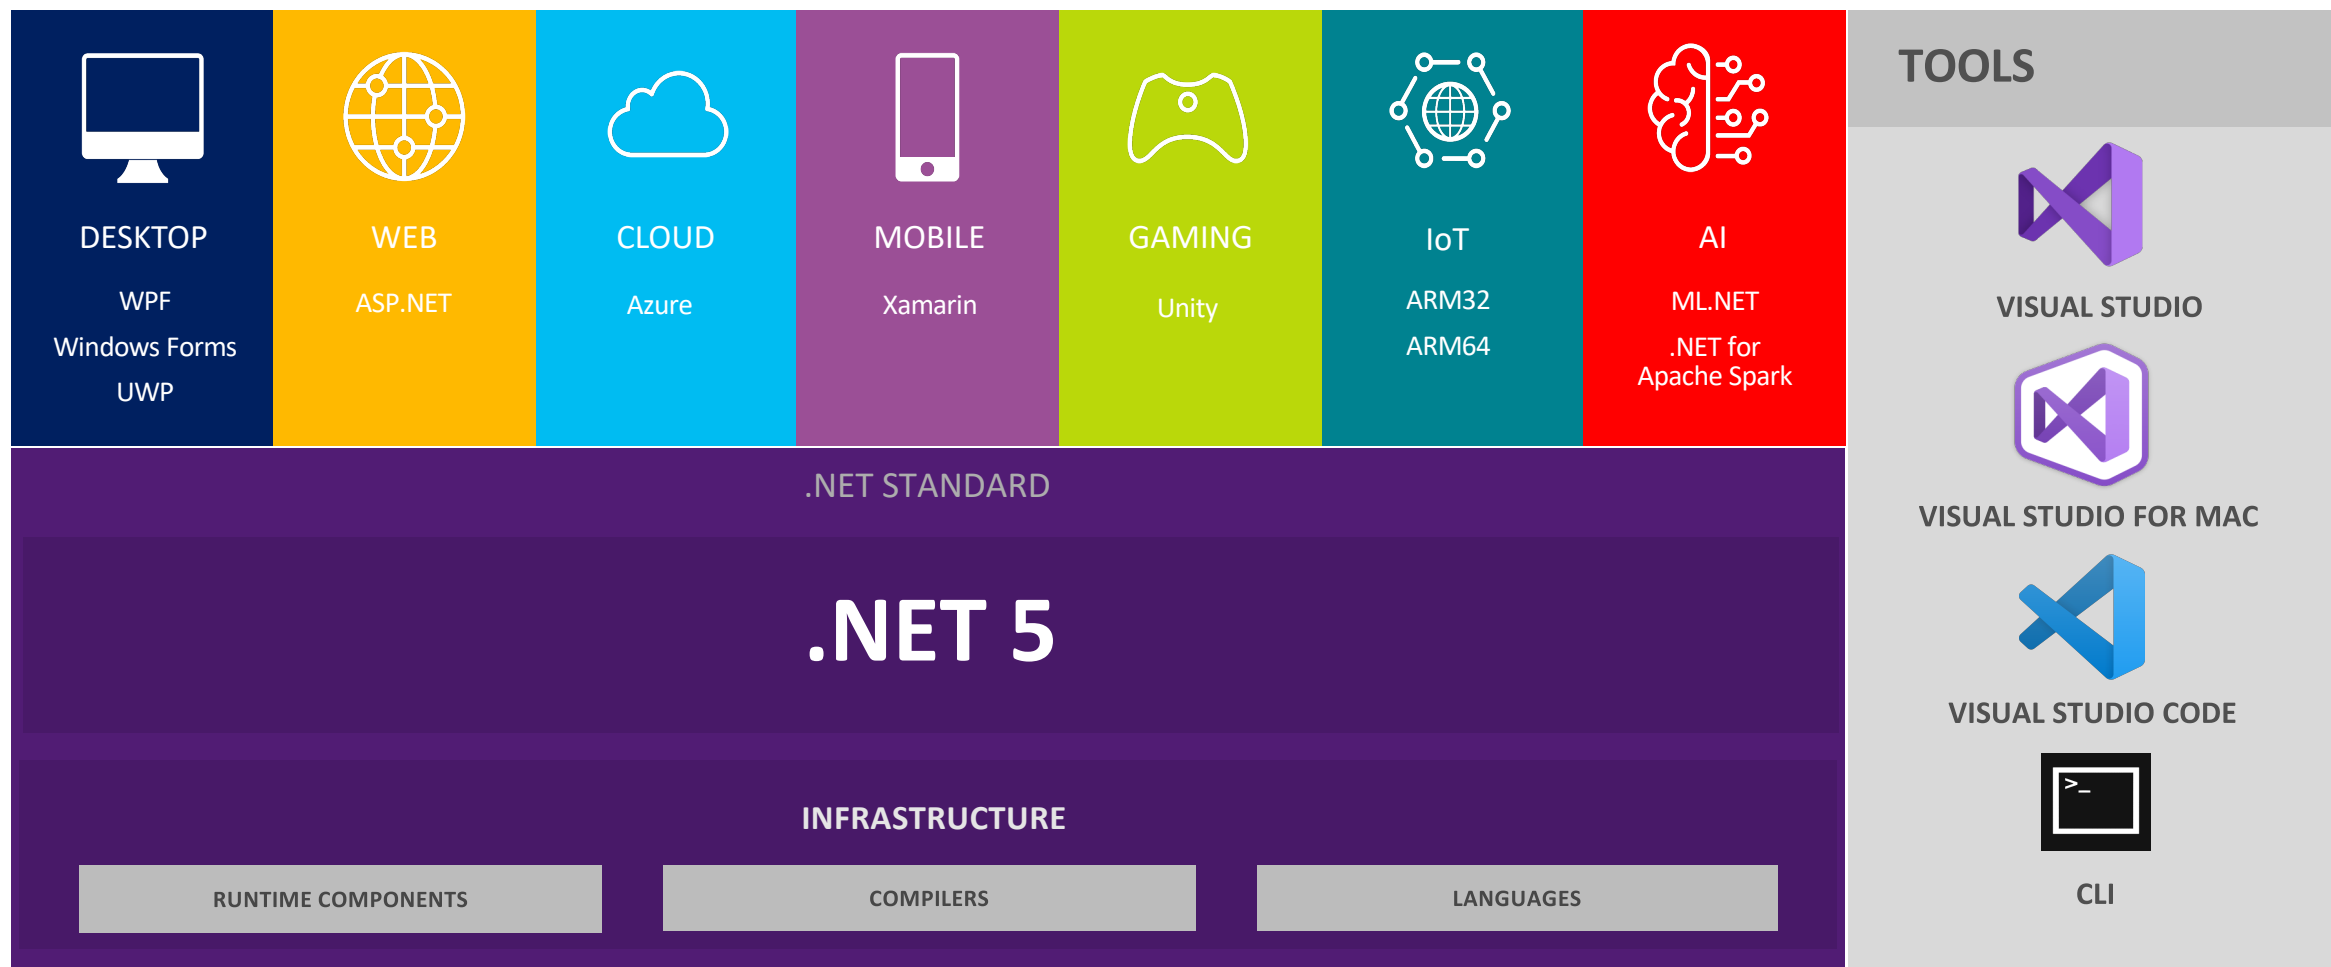 DESKTOP
WPF
Windows Forms
UWP
WEB
ASP.NET
CLOUD
Azure
MOBILE
Xamarin
GAMING
Unity
IoT
ARM32
ARM64
AI
ML.NET
.NET for
Apache Spark
.NET STANDARD
.NET 5
INFRASTRUCTURE
RUNTIME COMPONENTS
COMPILERS
LANGUAGES
TOOLS
VISUAL STUDIO
VISUAL STUDIO FOR MAC
VISUAL STUDIO CODE
>_
CLI